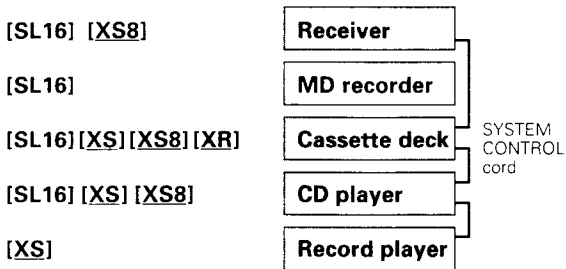 [SL16] [XS8] Receiver
[SL16] MD recorder
[SL16] [XS] [XS8] [XR] Cassette deck
SYSTEM
CONTROL
cord
[SL16] [XS] [XS8] CD player
[XS] Record player